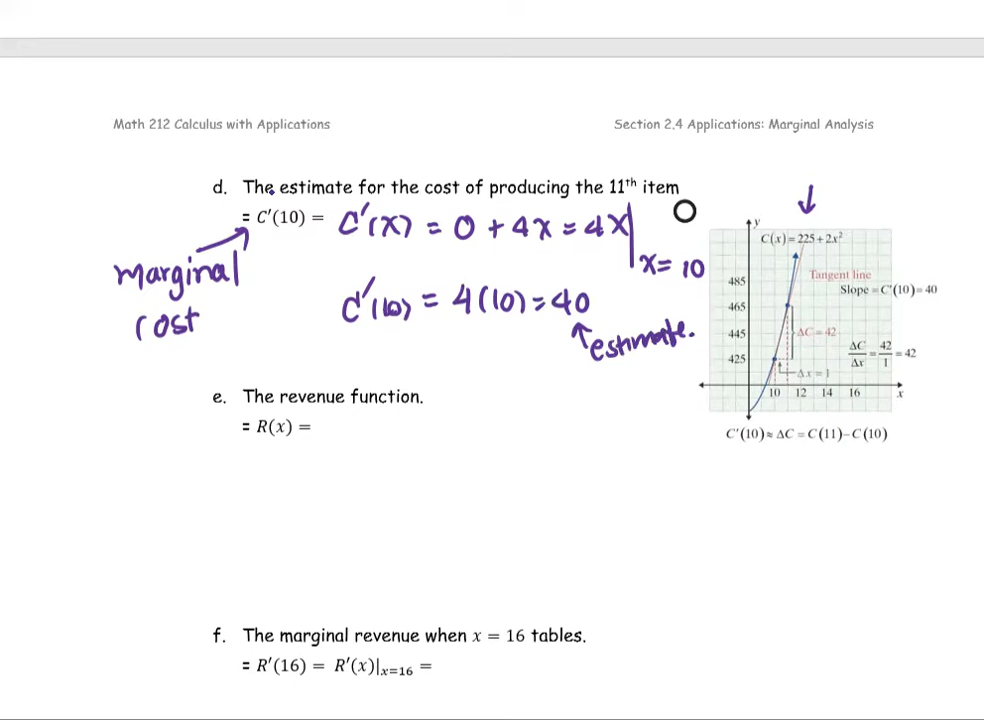 Math 212 Calculus with Applications
Section 2.4 Applications: Marginal Analysis
d. The estimate for the cost of producing the 11th item
= C′(10) = C'(x) = 0 + 4x = 4x|x= 10
marginal cost
C'(10) = 4(10) = 40
estimate.
y
C(x)=225+2x²
Tangent line
Slope = C′(10)=40
485
465
445
425
ΔC = 42
ΔC/Δx = 42/1 = 42
Δx = 1
10 12 14 16 x
C′(10) ≈ ΔC = C(11)−C(10)
e. The revenue function.
= R(x) =
f. The marginal revenue when x = 16 tables.
= R′(16) = R′(x)|x=16 =